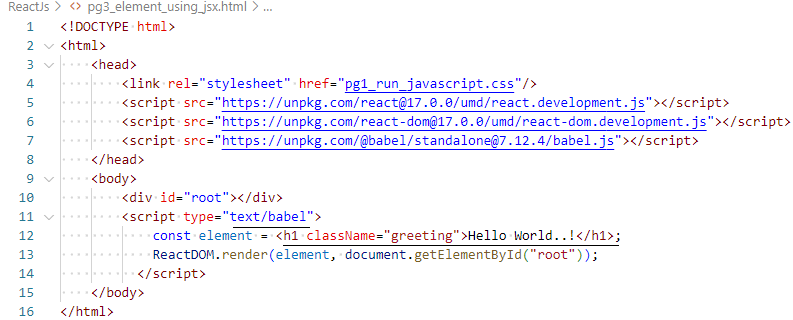 ReactJs > <> pg3_element_using_jsx.html > ...
1 <!DOCTYPE html>
2 <html>
3 <head>
4 <link rel="stylesheet" href="pg1_run_javascript.css"/>
5 <script src="https://unpkg.com/react@17.0.0/umd/react.development.js"></script>
6 <script src="https://unpkg.com/react-dom@17.0.0/umd/react-dom.development.js"></script>
7 <script src="https://unpkg.com/@babel/standalone@7.12.4/babel.js"></script>
8 </head>
9 <body>
10 <div id="root"></div>
11 <script type="text/babel">
12 const element = <h1 className="greeting">Hello World..!</h1>;
13 ReactDOM.render(element, document.getElementById("root"));
14 </script>
15 </body>
16 </html>